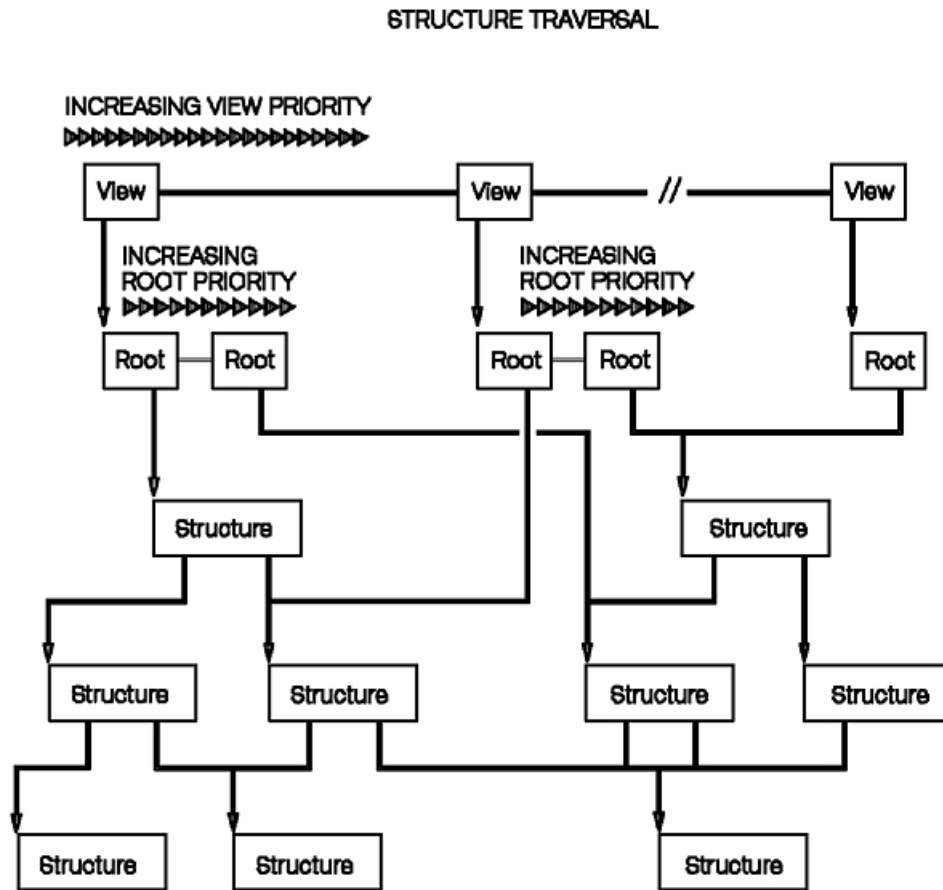 STRUCTURE TRAVERSAL
INCREASING VIEW PRIORITY
View
View
//
View
INCREASING
ROOT PRIORITY
INCREASING
ROOT PRIORITY
Root
Root
Root
Root
Root
Structure
Structure
Structure
Structure
Structure
Structure
Structure
Structure
Structure